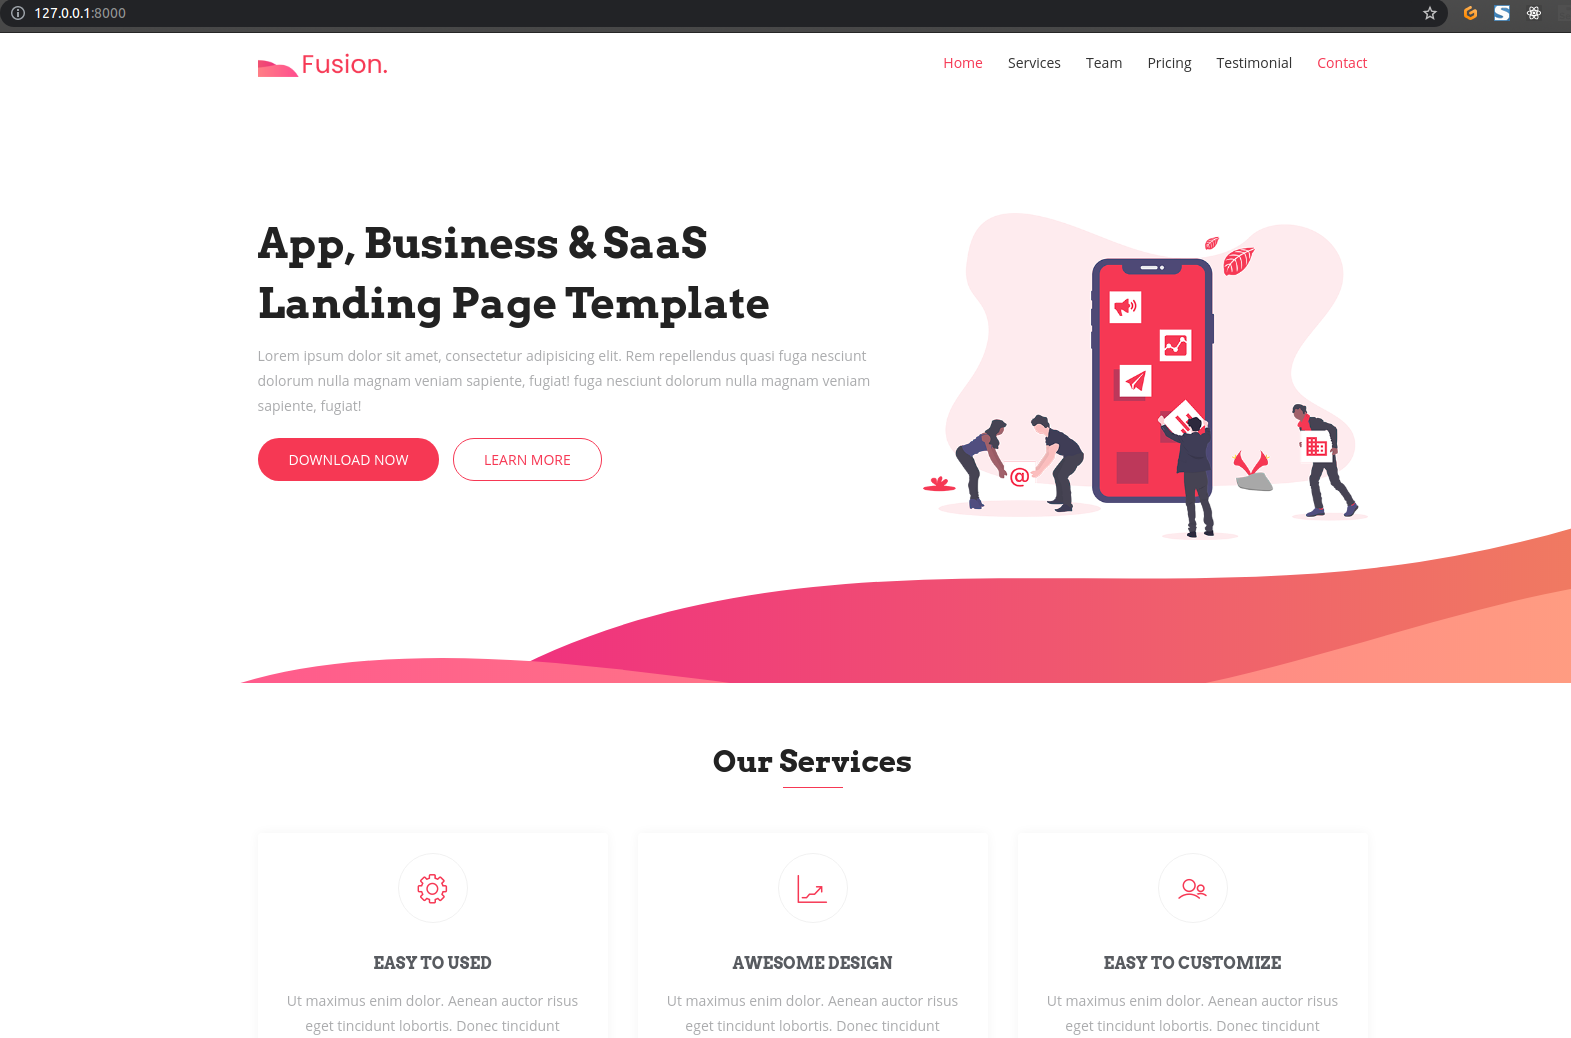 127.0.0.1:8000
Fusion.
Home Services Team Pricing Testimonial Contact
App, Business & SaaS
Landing Page Template
Lorem ipsum dolor sit amet, consectetur adipisicing elit. Rem repellendus quasi fuga nesciunt
dolorum nulla magnam veniam sapiente, fugiat! fuga nesciunt dolorum nulla magnam veniam
sapiente, fugiat!
DOWNLOAD NOW LEARN MORE
@
Our Services
EASY TO USED
Ut maximus enim dolor. Aenean auctor risus
eget tincidunt lobortis. Donec tincidunt
AWESOME DESIGN
Ut maximus enim dolor. Aenean auctor risus
eget tincidunt lobortis. Donec tincidunt
EASY TO CUSTOMIZE
Ut maximus enim dolor. Aenean auctor risus
eget tincidunt lobortis. Donec tincidunt